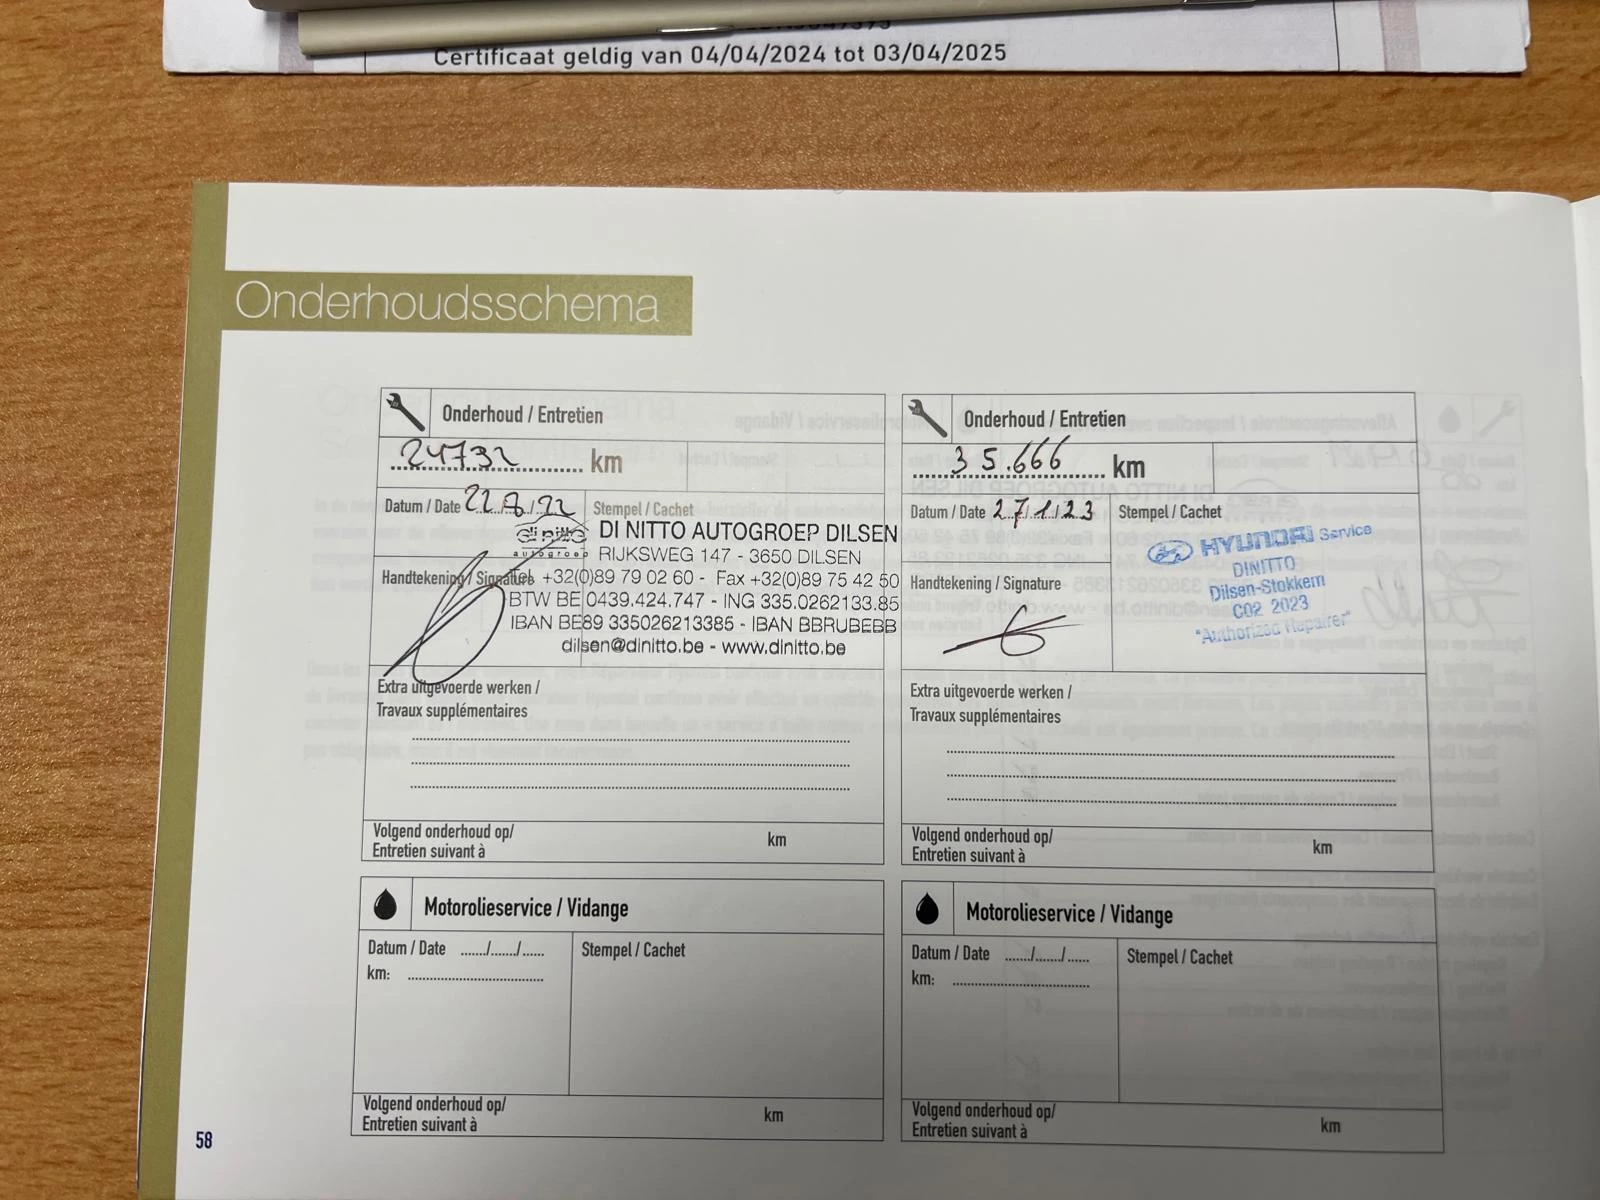 Certificaat geldig van 04/04/2024 tot 03/04/2025
Onderhoudsschema
Onderhoud / Entretien
24732 km
Datum / Date 22/8/22
Stempel / Cachet
di nitto
autogroep
DI NITTO AUTOGROEP DILSEN
RIJKSWEG 147 - 3650 DILSEN
Tel. +32(0)89 79 02 60 - Fax +32(0)89 75 42 50
BTW BE 0439.424.747 - ING 335.0262133.85
IBAN BE89 335026213385 - IBAN BBRUBEBB
dilsen@dinitto.be - www.dinitto.be
Handtekening / Signature
Extra uitgevoerde werken /
Travaux supplémentaires
Volgend onderhoud op/
Entretien suivant à km
Onderhoud / Entretien
35.666 km
Datum / Date 27/1/23
Stempel / Cachet
HYUNDAI Service
DINITTO
Dilsen-Stokkem
C02 2023
"Authorized Repairer"
Handtekening / Signature
Extra uitgevoerde werken /
Travaux supplémentaires
Volgend onderhoud op/
Entretien suivant à km
Motorolieservice / Vidange
Datum / Date ....../....../......
Stempel / Cachet
km:
Volgend onderhoud op/
Entretien suivant à km
Motorolieservice / Vidange
Datum / Date ....../....../......
Stempel / Cachet
km:
Volgend onderhoud op/
Entretien suivant à km
58